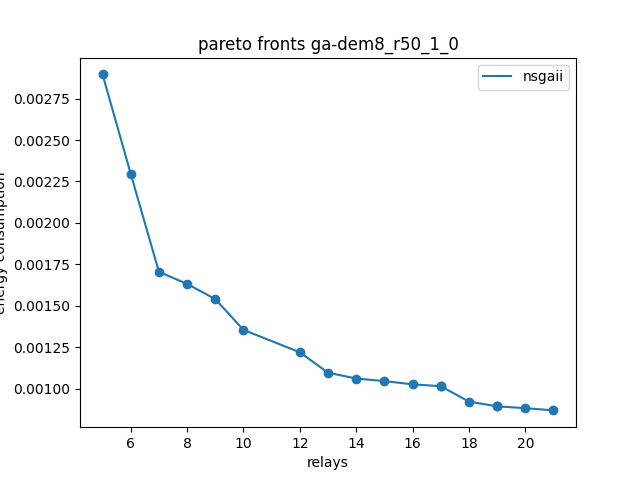 pareto fronts ga-dem8_r50_1_0
nsgaii
0.00275
0.00250
0.00225
0.00200
0.00175
0.00150
0.00125
0.00100
energy consumption
6 8 10 12 14 16 18 20
relays